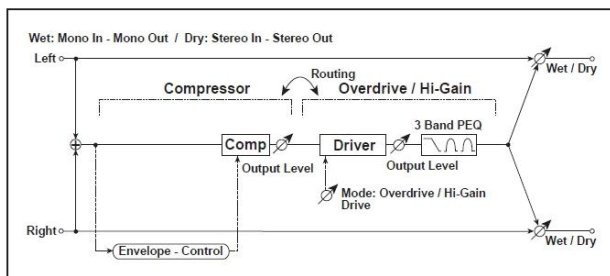 Wet: Mono In - Mono Out / Dry: Stereo In - Stereo Out
Left
Wet / Dry
Routing
Compressor
Overdrive / Hi-Gain
3 Band PEQ
Comp
Driver
Output Level
Output Level
Mode: Overdrive / Hi-Gain
Drive
Right
Wet / Dry
Envelope - Control